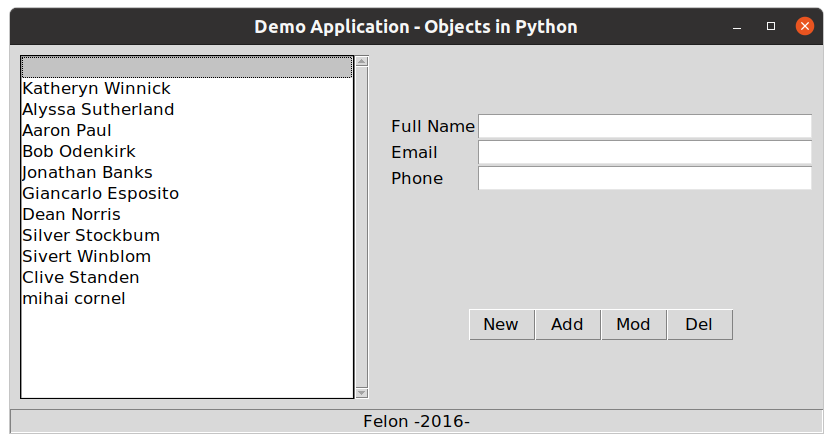 Demo Application - Objects in Python
Katheryn Winnick
Alyssa Sutherland
Aaron Paul
Bob Odenkirk
Jonathan Banks
Giancarlo Esposito
Dean Norris
Silver Stockbum
Sivert Winblom
Clive Standen
mihai cornel
Full Name
Email
Phone
New Add Mod Del
Felon -2016-